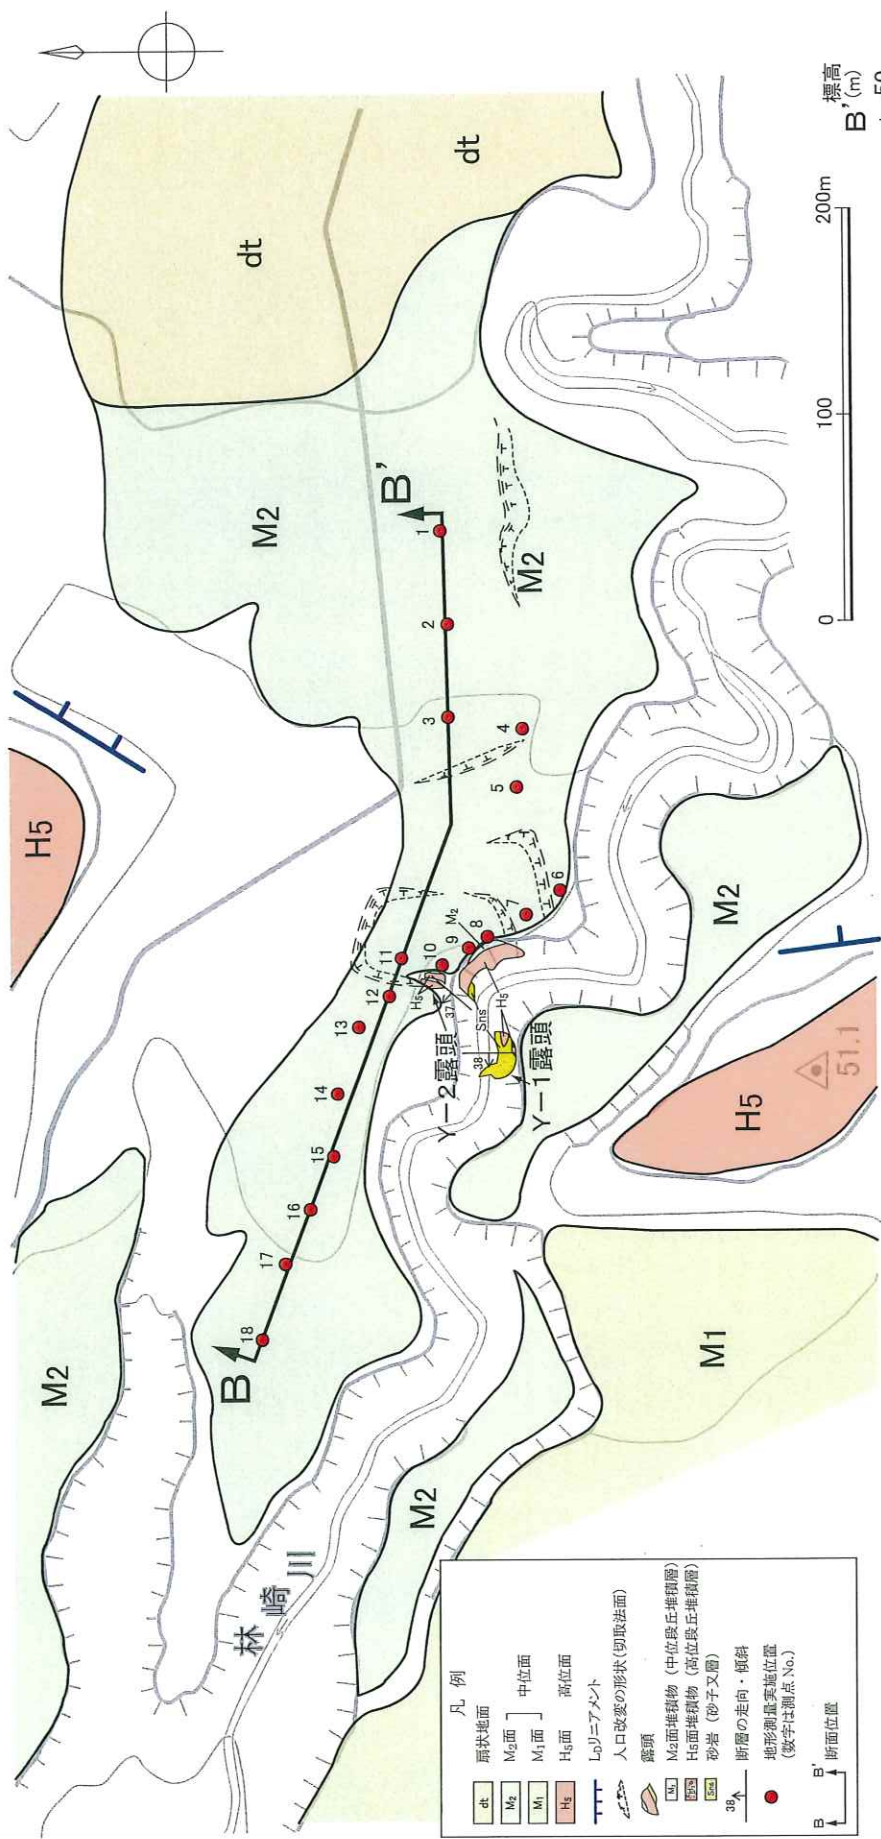 dt
dt
M2
M2
B'
1
2
3
4
5
6
7
8
9
10
11
12
13
14
15
16
17
18
B
H5
M2
M2
H5
Sns
H5
37
38
Y－2露頭
Y－1露頭
M2
H5
51.1
M1
M2
林崎川
凡 例
dt 扇状地面
M2 M2面
M1 M1面
中位面
H5 H5面 高位面
LDリニアメント
人口改変の形状(切取法面)
露頭
M2 M2面堆積物 (中位段丘堆積層)
H5面堆積物 (高位段丘堆積層)
Sns 砂岩 (砂子又層)
38 断層の走向・傾斜
地形測量実施位置
(数字は測点 No.)
B B' 断面位置
0 100 200m
標高
B' (m)
50